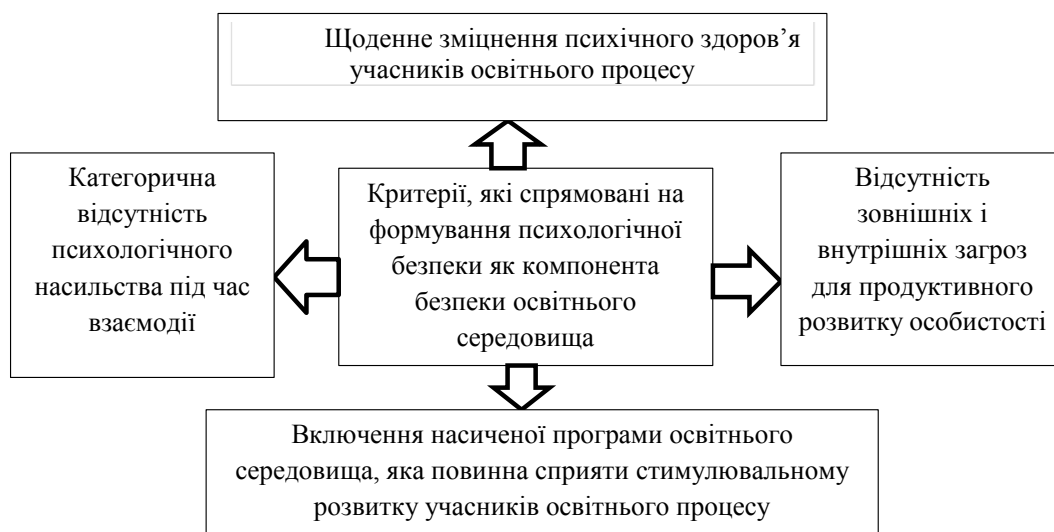 Щоденне зміцнення психічного здоров’я
учасників освітнього процесу
Категорична
відсутність
психологічного
насильства під час
взаємодії
Критерії, які спрямовані на
формування психологічної
безпеки як компонента
безпеки освітнього
середовища
Відсутність
зовнішніх і
внутрішніх загроз
для продуктивного
розвитку особистості
Включення насиченої програми освітнього
середовища, яка повинна сприяти стимулювальному
розвитку учасників освітнього процесу